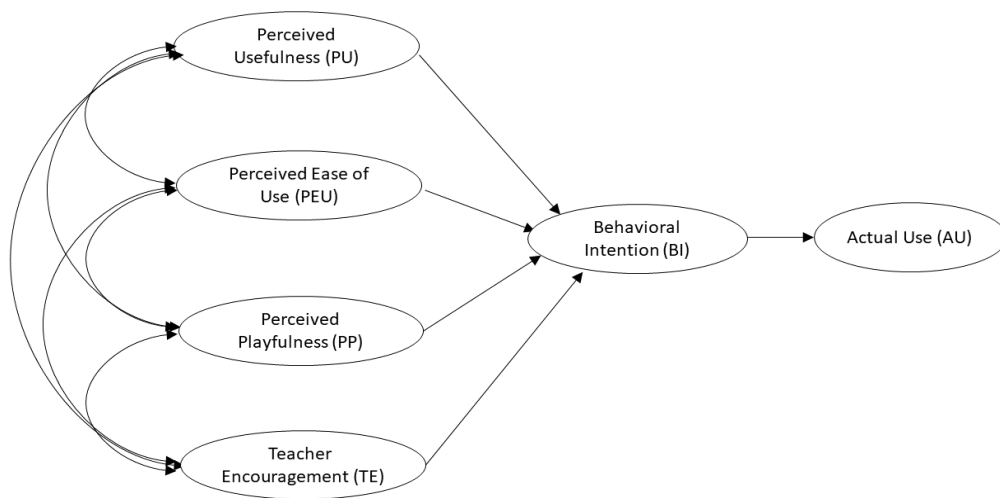 Perceived
Usefulness (PU)
Perceived Ease of
Use (PEU)
Behavioral
Intention (BI)
Actual Use (AU)
Perceived
Playfulness (PP)
Teacher
Encouragement (TE)